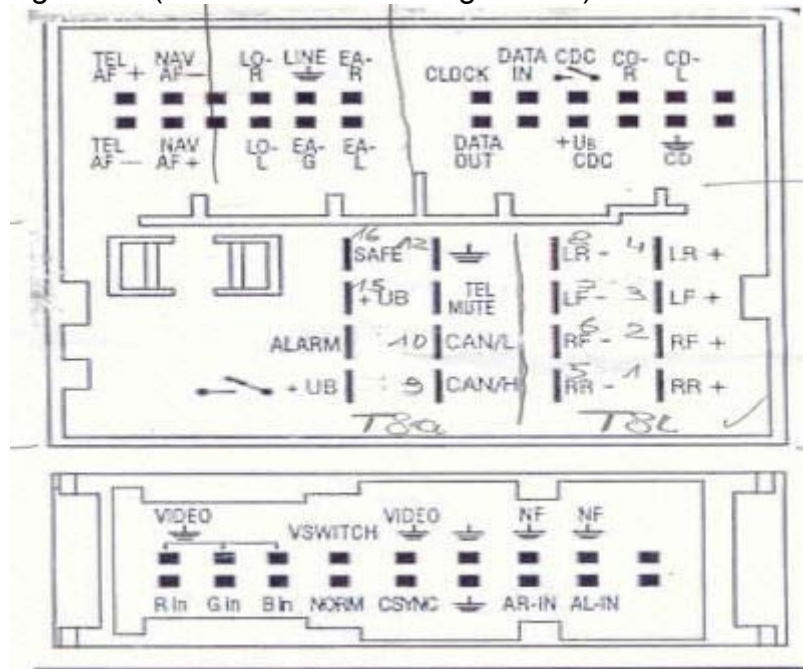 TEL AF + NAV AF — LO- R LINE EA- R CLOCK DATA IN CDC CD- R CD- L
TEL AF — NAV AF + LO- L EA- G EA- L DATA OUT +UB CDC CD
16 SAFE 12 8 LR - 4 LR +
15 + UB TEL MUTE 7 LF - 3 LF +
ALARM 10 CAN/L 6 RF - 2 RF +
+ UB 9 CAN/H 5 RR - 1 RR +
T8a
VIDEO VSWITCH VIDEO NF NF
R in G in B in NORM CSYNC AR-IN AL-IN